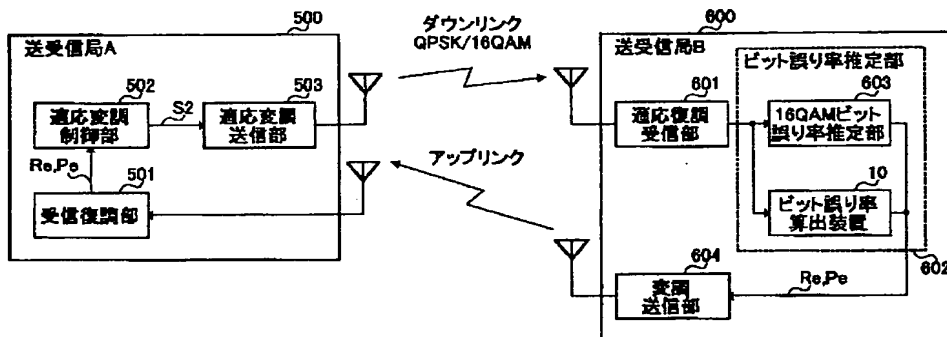 500
送受信局A
502
適応変調
制御部
S2
503
適応変調
送信部
Re,Pe
501
受信復調部
ダウンリンク
QPSK/16QAM
アップリンク
600
送受信局B
ビット誤り率推定部
601
適応復調
受信部
603
16QAMビット
誤り率推定部
10
ビット誤り率
算出装置
602
604
変調
送信部
Re,Pe